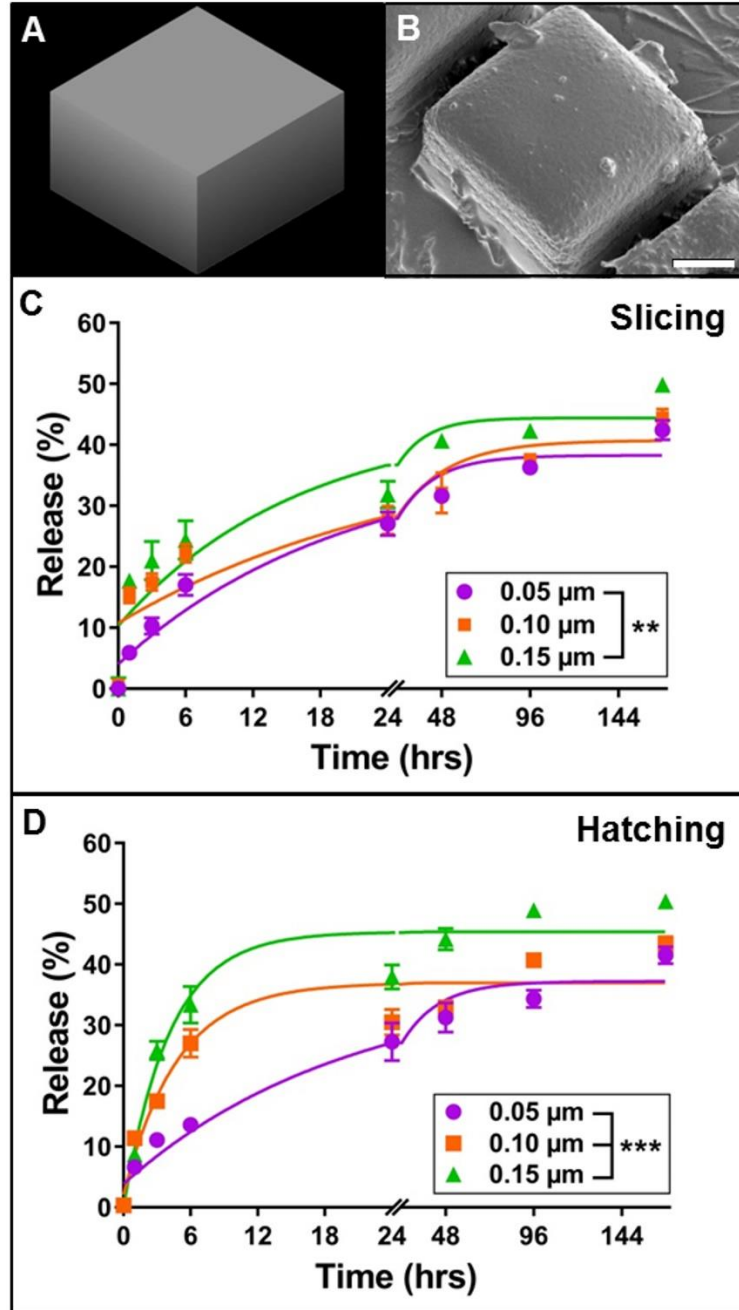 A
B
C
Slicing
60
50
40
30
20
10
0
Release (%)
0.05 µm
0.10 µm
0.15 µm
**
0 6 12 18 24 48 96 144
Time (hrs)
D
Hatching
60
50
40
30
20
10
0
Release (%)
0.05 µm
0.10 µm
0.15 µm
***
0 6 12 18 24 48 96 144
Time (hrs)